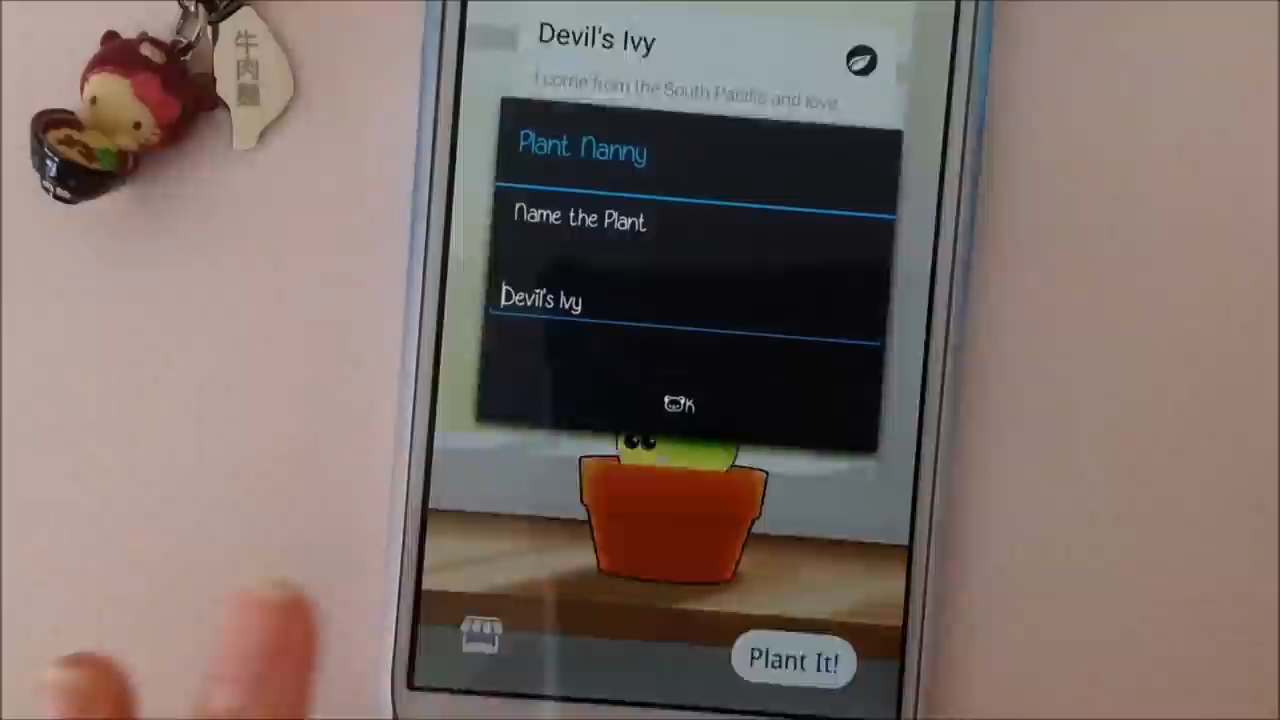 牛
肉
麵
Devil's Ivy
I come from the South Pacific and love
Plant Nanny
Name the Plant
Devil's Ivy
OK
Plant It!